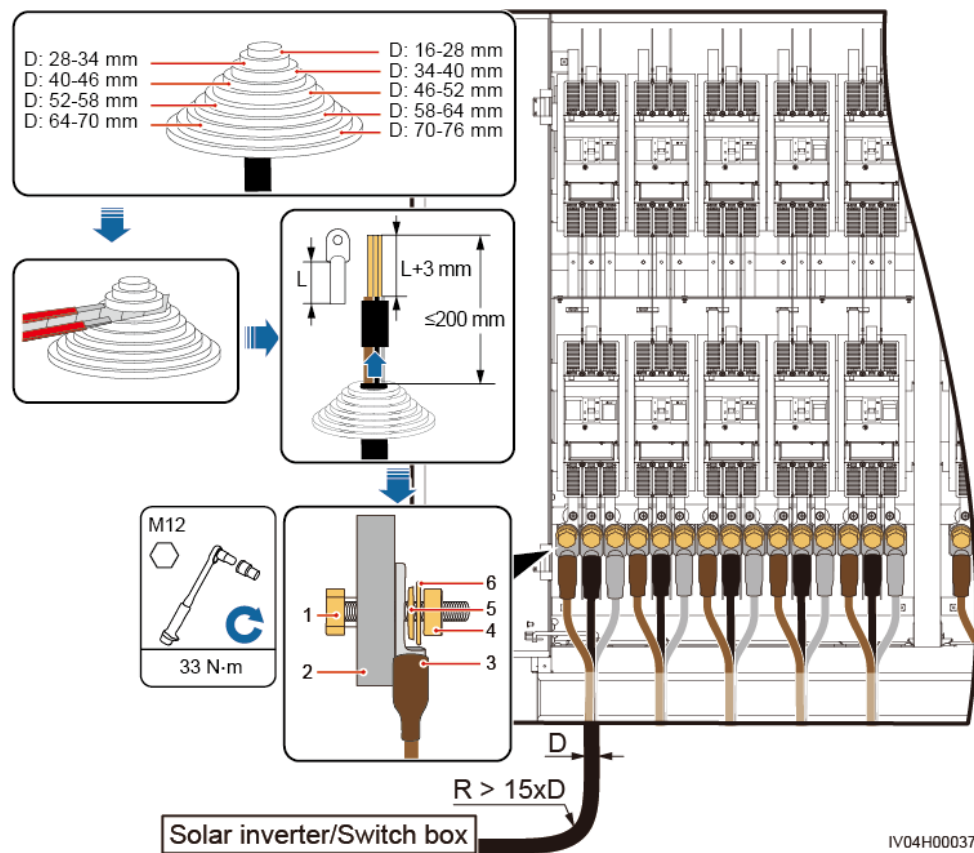 D: 28-34 mm
D: 40-46 mm
D: 52-58 mm
D: 64-70 mm
D: 16-28 mm
D: 34-40 mm
D: 46-52 mm
D: 58-64 mm
D: 70-76 mm
L
L+3 mm
≤200 mm
M12
33 N·m
1
2
3
4
5
6
D
R > 15xD
Solar inverter/Switch box
IV04H00037